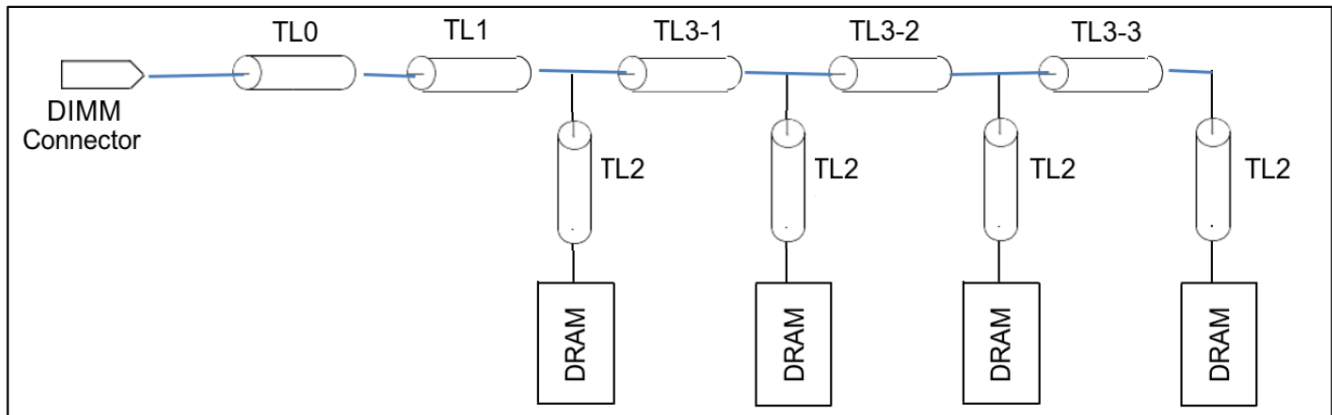 TL0
TL1
TL3-1
TL3-2
TL3-3
DIMM
Connector
TL2
TL2
TL2
TL2
DRAM
DRAM
DRAM
DRAM